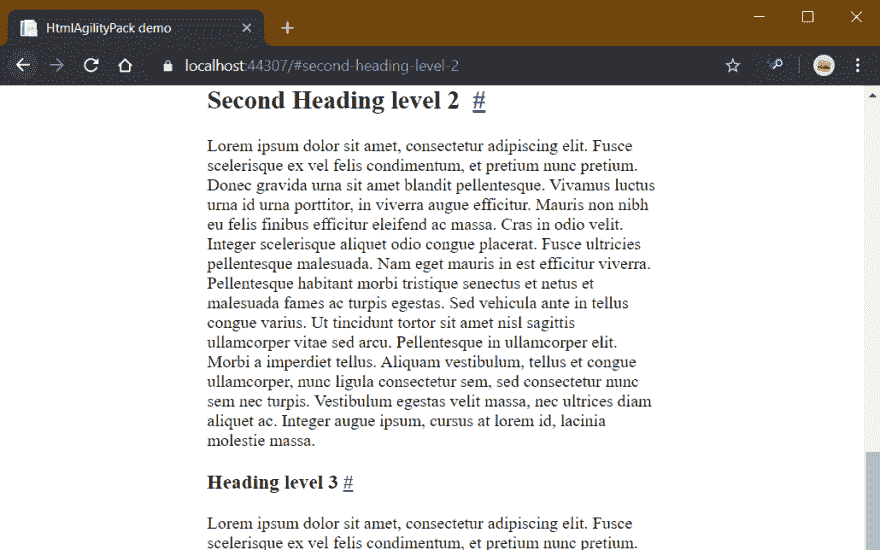 HtmlAgilityPack demo
localhost:44307/#second-heading-level-2
Second Heading level 2 #
Lorem ipsum dolor sit amet, consectetur adipiscing elit. Fusce
scelerisque ex vel felis condimentum, et pretium nunc pretium.
Donec gravida urna sit amet blandit pellentesque. Vivamus luctus
urna id urna porttitor, in viverra augue efficitur. Mauris non nibh
eu felis finibus efficitur eleifend ac massa. Cras in odio velit.
Integer scelerisque aliquet odio congue placerat. Fusce ultricies
pellentesque malesuada. Nam eget mauris in est efficitur viverra.
Pellentesque habitant morbi tristique senectus et netus et
malesuada fames ac turpis egestas. Sed vehicula ante in tellus
congue varius. Ut tincidunt tortor sit amet nisl sagittis
ullamcorper vitae sed arcu. Pellentesque in ullamcorper elit.
Morbi a imperdiet tellus. Aliquam vestibulum, tellus et congue
ullamcorper, nunc ligula consectetur sem, sed consectetur nunc
sem nec turpis. Vestibulum egestas velit massa, nec ultrices diam
aliquet ac. Integer augue ipsum, cursus at lorem id, lacinia
molestie massa.
Heading level 3 #
Lorem ipsum dolor sit amet, consectetur adipiscing elit. Fusce
scelerisque ex vel felis condimentum, et pretium nunc pretium.